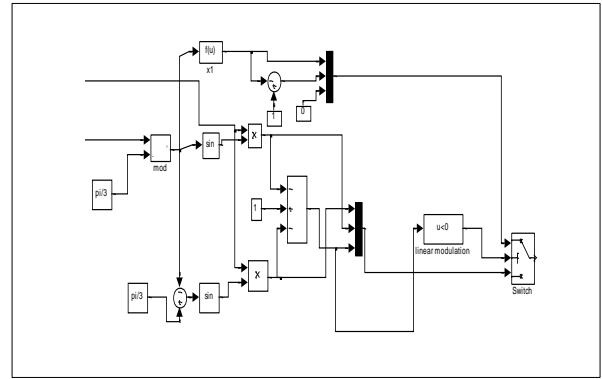 f(u)
x1
1
0
mod
sin
x
pi/3
1
u<0
linear modulation
x
pi/3
sin
Switch